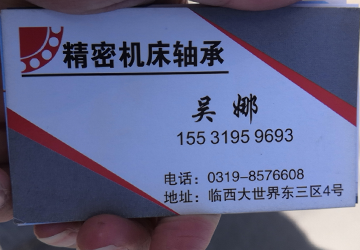 精密机床轴承
吴娜
155 3195 9693
电话：0319-8576608
地址：临西大世界东三区4号